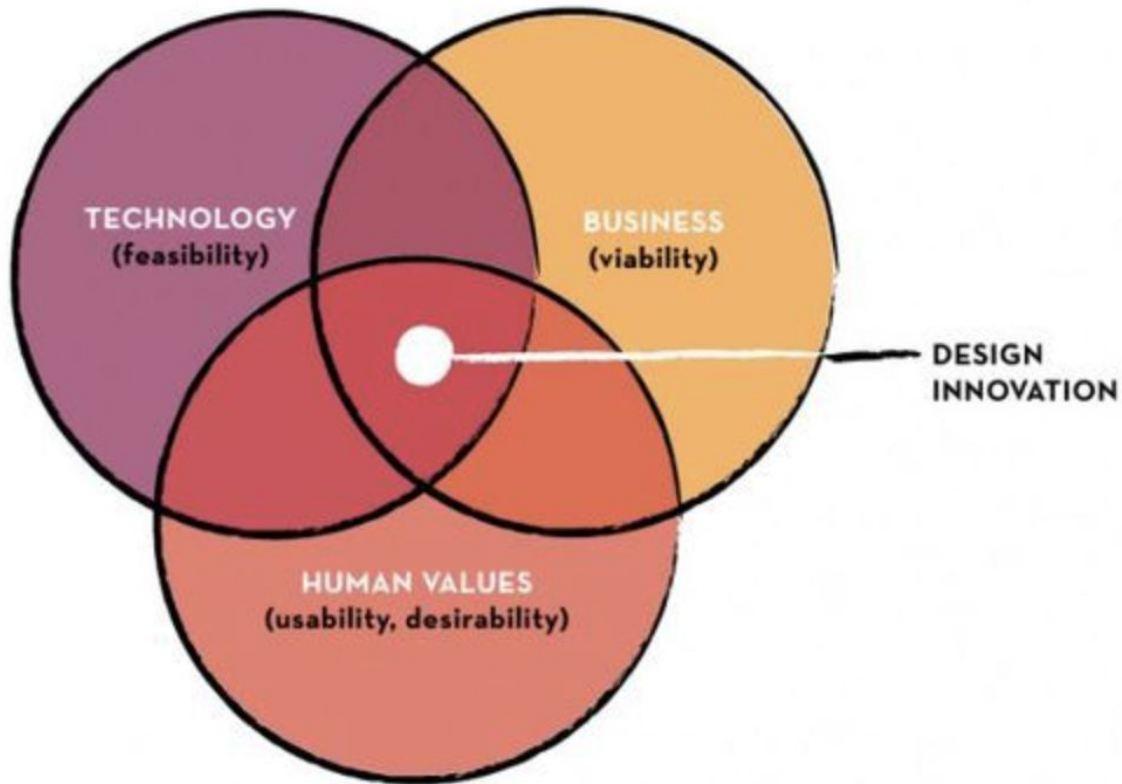 TECHNOLOGY
(feasibility)
BUSINESS
(viability)
DESIGN
INNOVATION
HUMAN VALUES
(usability, desirability)